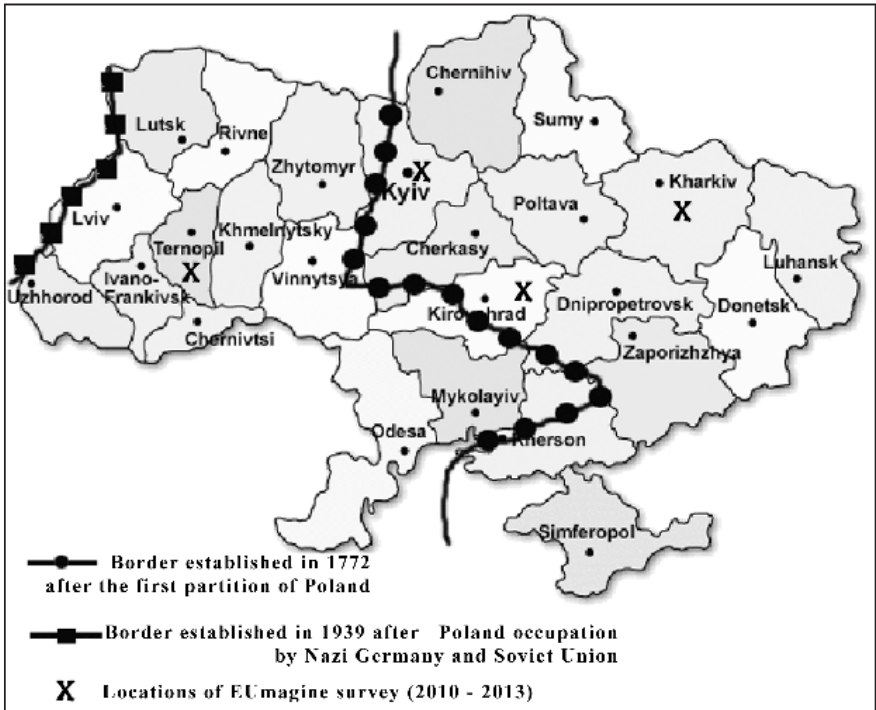 Chernihiv
Lutsk
Rivne
Sumy
Zhytomyr
X
Kyiv
Kharkiv
X
Lviv
Ternopil
X
Khmelnytsky
Poltava
Cherkasy
Vinnytsya
Luhansk
Uzhhorod
Ivano-
Frankivsk
X
Kirovohrad
Dnipropetrovsk
Donetsk
Chernivtsi
Zaporizhzhya
Mykolayiv
Odesa
Kherson
Simferopol
Border established in 1772
after the first partition of Poland
Border established in 1939 after Poland occupation
by Nazi Germany and Soviet Union
X Locations of EUmagine survey (2010 - 2013)